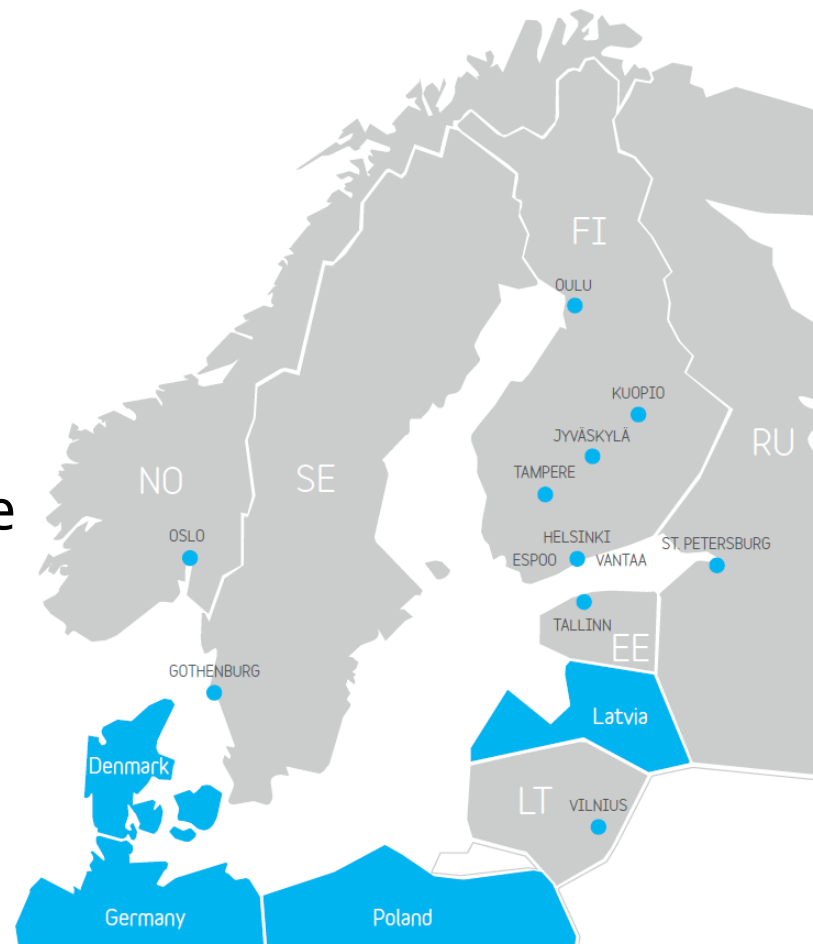 FI
OULU
KUOPIO
JYVÄSKYLÄ
RU
TAMPERE
NO
SE
e
OSLO
HELSINKI
ST. PETERSBURG
ESPOO
VANTAA
TALLINN
EE
GOTHENBURG
Latvia
Denmark
LT
VILNIUS
Germany
Poland